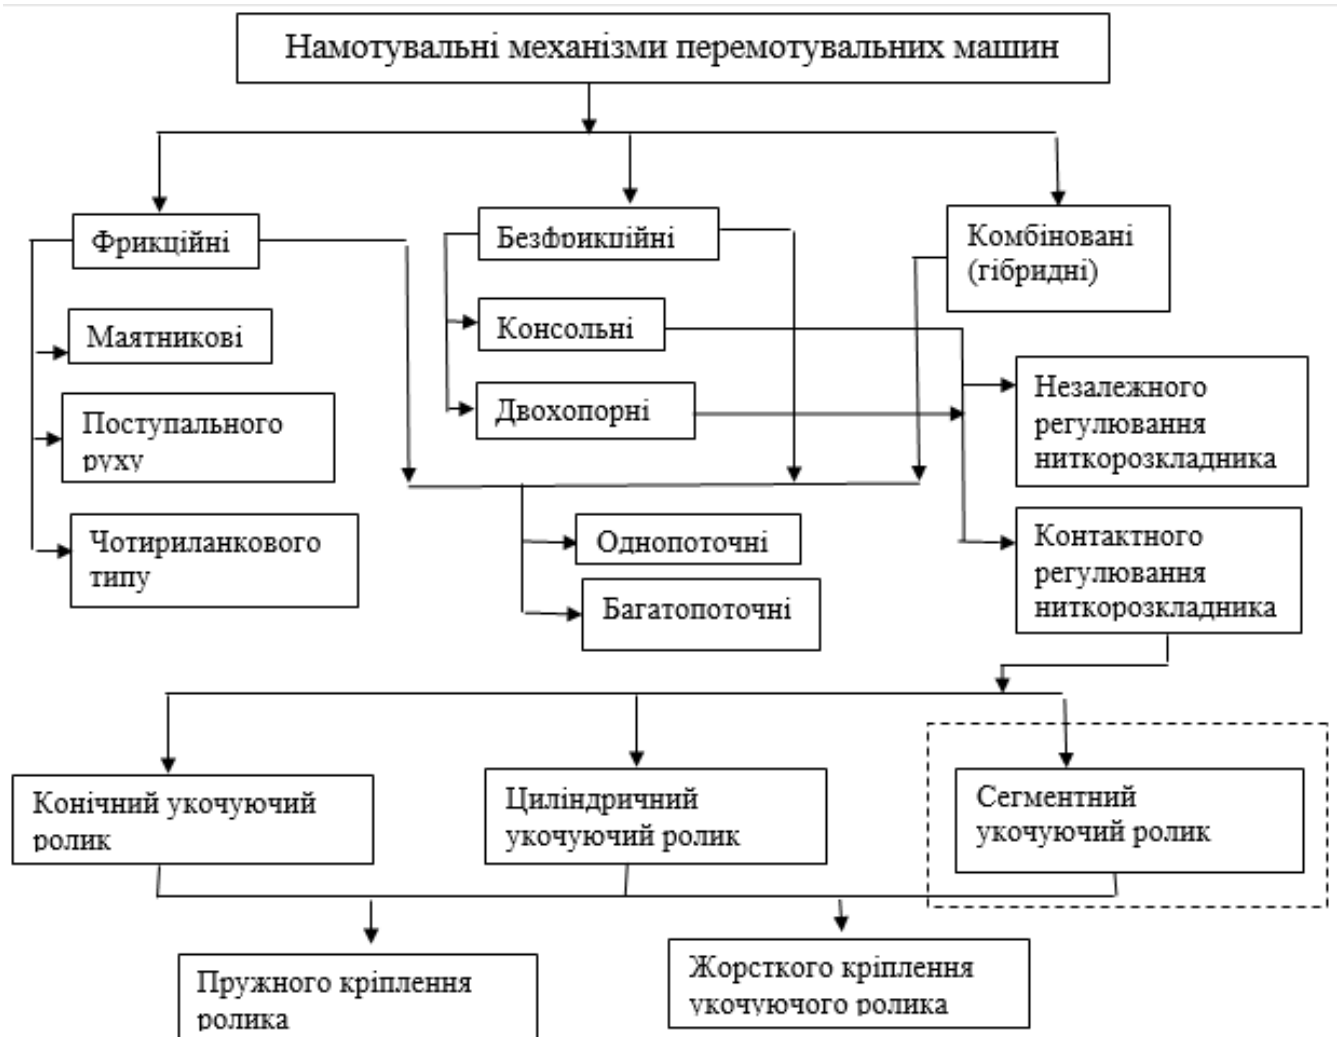 Намотувальні механізми перемотувальних машин
Фрикційні
Безфрикційні
Комбіновані
(гібридні)
Маятникові
Консольні
Поступального
руху
Двохопорні
Незалежного
регулювання
ниткорозкладника
Чотириланкового
типу
Однопоточні
Багатопоточні
Контактного
регулювання
ниткорозкладника
Конічний укочуючий
ролик
Циліндричний
укочуючий ролик
Сегментний
укочуючий ролик
Пружного кріплення
ролика
Жорсткого кріплення
укочуючого ролика